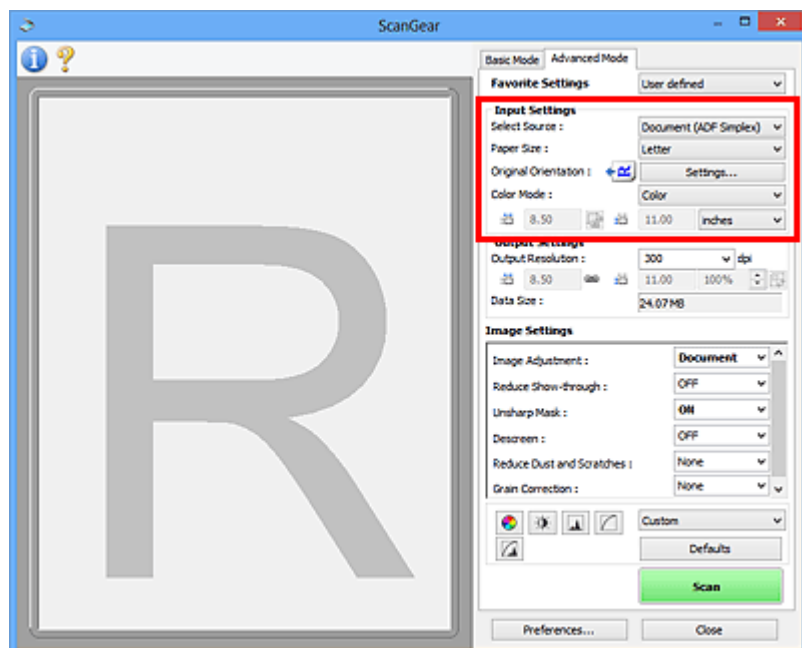 ScanGear
Basic Mode Advanced Mode
Favorite Settings User defined
Input Settings
Select Source : Document (ADF Simplex)
Paper Size : Letter
Original Orientation : Settings...
Color Mode : Color
8.50 11.00 inches
Output Settings
Output Resolution : 300 dpi
8.50 11.00 100%
Data Size : 24.07MB
Image Settings
Image Adjustment : Document
Reduce Show-through : OFF
Unsharp Mask : ON
Descreen : OFF
Reduce Dust and Scratches : None
Grain Correction : None
Custom
Defaults
Scan
Preferences... Close
R